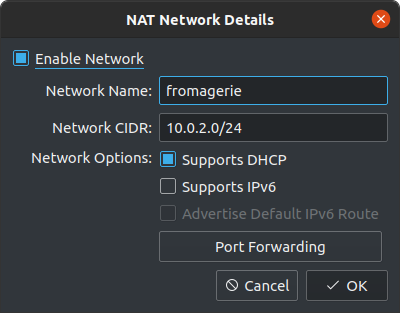 NAT Network Details
Enable Network
Network Name: fromagerie
Network CIDR: 10.0.2.0/24
Network Options: Supports DHCP
Supports IPv6
Advertise Default IPv6 Route
Port Forwarding
Cancel OK